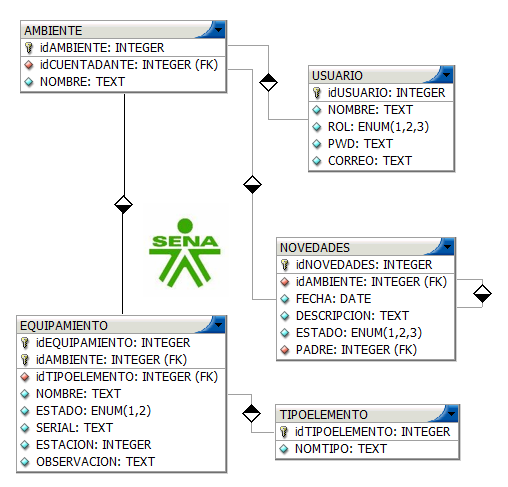 AMBIENTE
idAMBIENTE: INTEGER
idCUENTADANTE: INTEGER (FK)
NOMBRE: TEXT
USUARIO
idUSUARIO: INTEGER
NOMBRE: TEXT
ROL: ENUM(1,2,3)
PWD: TEXT
CORREO: TEXT
SENA
NOVEDADES
idNOVEDADES: INTEGER
idAMBIENTE: INTEGER (FK)
FECHA: DATE
DESCRIPCION: TEXT
ESTADO: ENUM(1,2,3)
PADRE: INTEGER (FK)
EQUIPAMIENTO
idEQUIPAMIENTO: INTEGER
idAMBIENTE: INTEGER (FK)
idTIPOELEMENTO: INTEGER (FK)
NOMBRE: TEXT
ESTADO: ENUM(1,2)
SERIAL: TEXT
ESTACION: INTEGER
OBSERVACION: TEXT
TIPOELEMENTO
idTIPOELEMENTO: INTEGER
NOMTIPO: TEXT